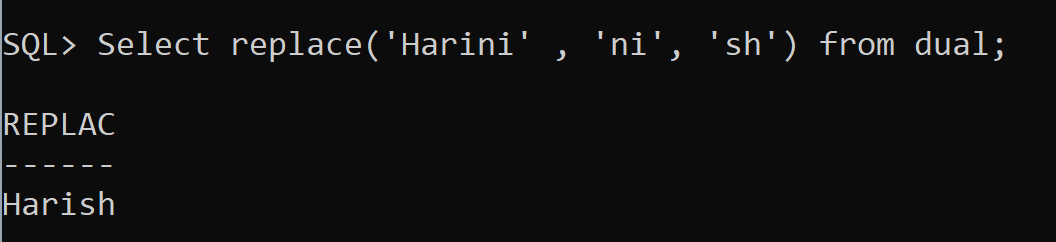 SQL> Select replace('Harini' , 'ni', 'sh') from dual;
REPLAC
------
Harish